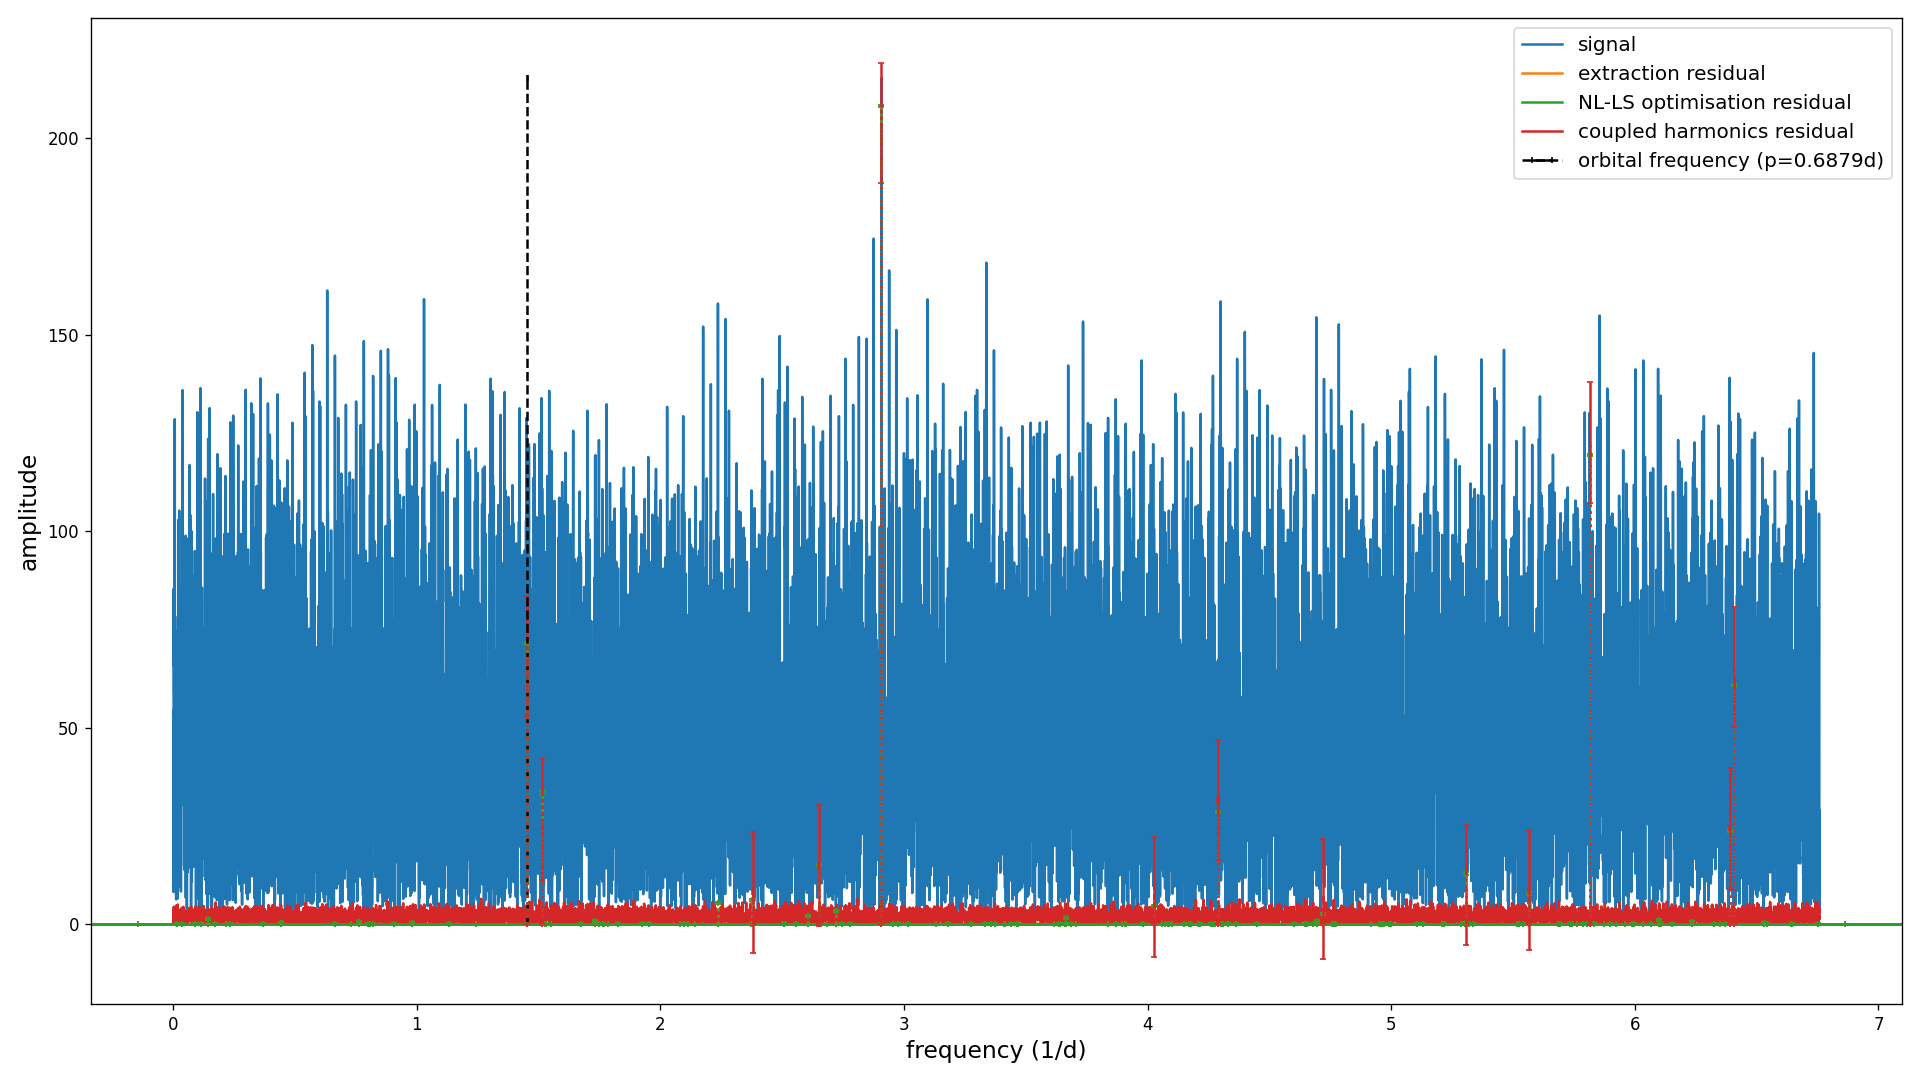 signal
extraction residual
NL-LS optimisation residual
coupled harmonics residual
orbital frequency (p=0.6879d)
amplitude
200
150
100
50
0
0 1 2 3 4 5 6 7
frequency (1/d)